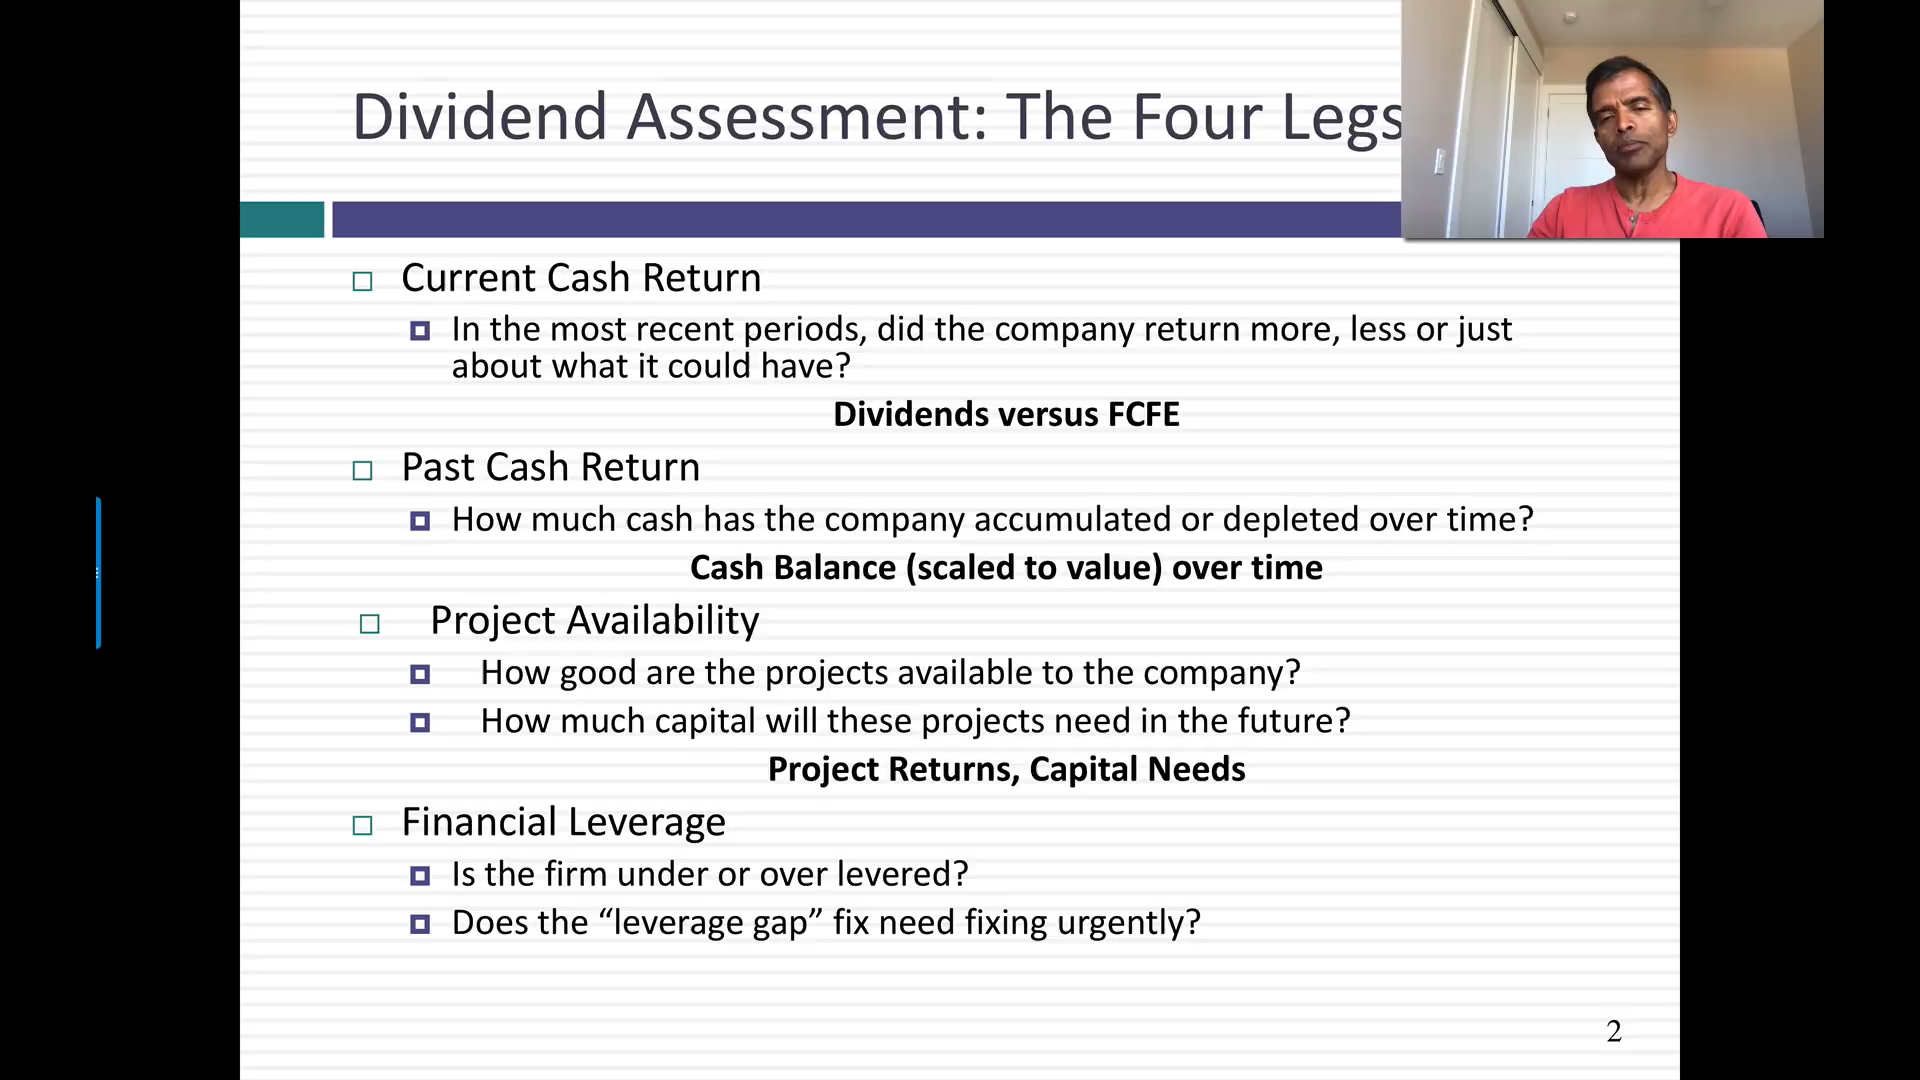 Dividend Assessment: The Four Legs
Current Cash Return
In the most recent periods, did the company return more, less or just
about what it could have?
Dividends versus FCFE
Past Cash Return
How much cash has the company accumulated or depleted over time?
Cash Balance (scaled to value) over time
Project Availability
How good are the projects available to the company?
How much capital will these projects need in the future?
Project Returns, Capital Needs
Financial Leverage
Is the firm under or over levered?
Does the “leverage gap” fix need fixing urgently?
2